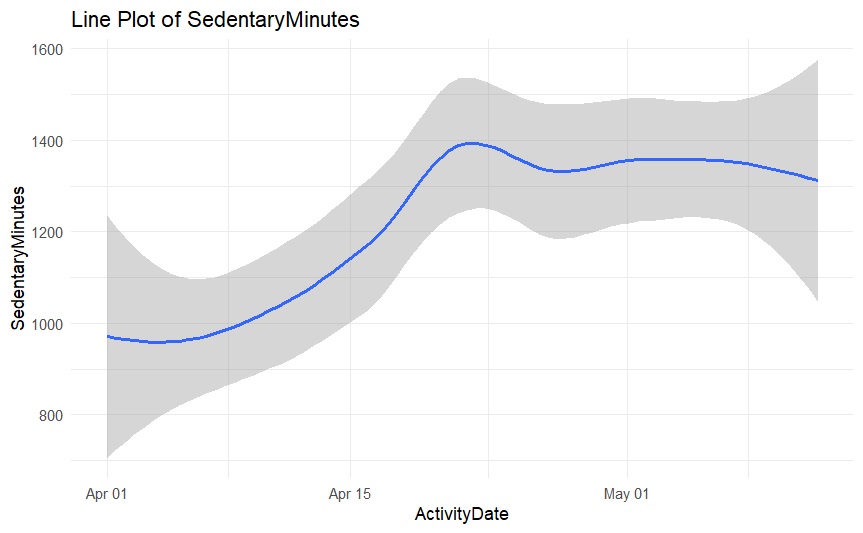 Line Plot of SedentaryMinutes
1600
1400
1200
1000
800
SedentaryMinutes
Apr 01
Apr 15
May 01
ActivityDate